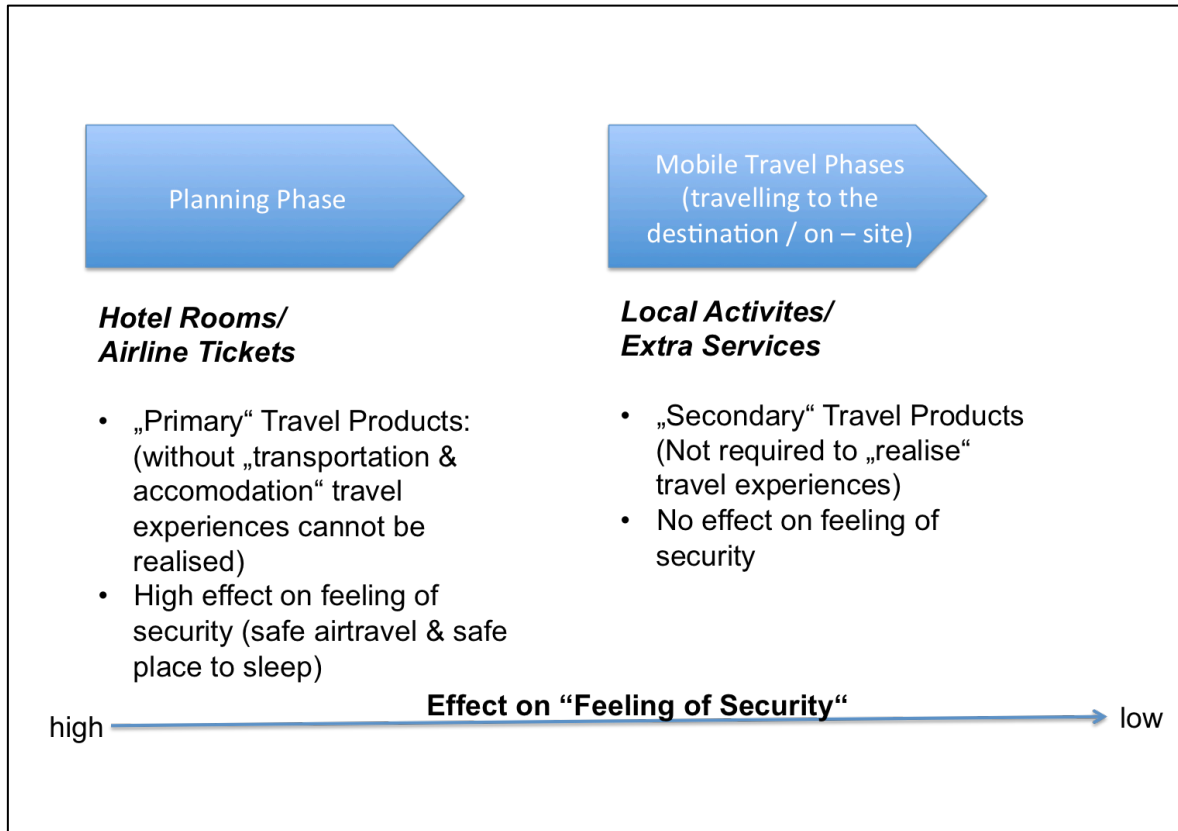 Planning Phase
Mobile Travel Phases
(travelling to the
destination / on – site)
Hotel Rooms/
Airline Tickets
• „Primary“ Travel Products:
(without „transportation &
accomodation“ travel
experiences cannot be
realised)
• High effect on feeling of
security (safe airtravel & safe
place to sleep)
Local Activites/
Extra Services
• „Secondary“ Travel Products
(Not required to „realise“
travel experiences)
• No effect on feeling of
security
Effect on “Feeling of Security“
high
low